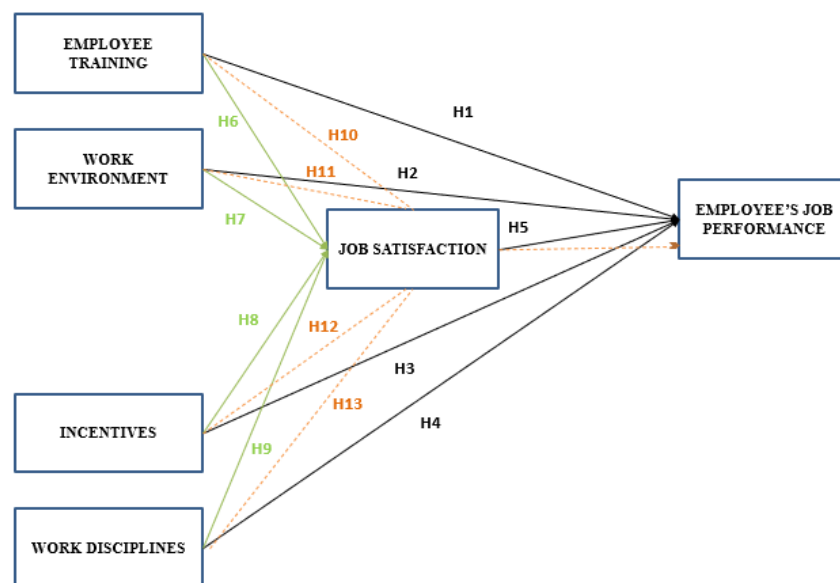 EMPLOYEE
TRAINING
H1
H6
H10
WORK
ENVIRONMENT
H11
H2
H7
EMPLOYEE'S JOB
PERFORMANCE
H5
JOB SATISFACTION
H8
H12
H3
H13
INCENTIVES
H4
H9
WORK DISCIPLINES